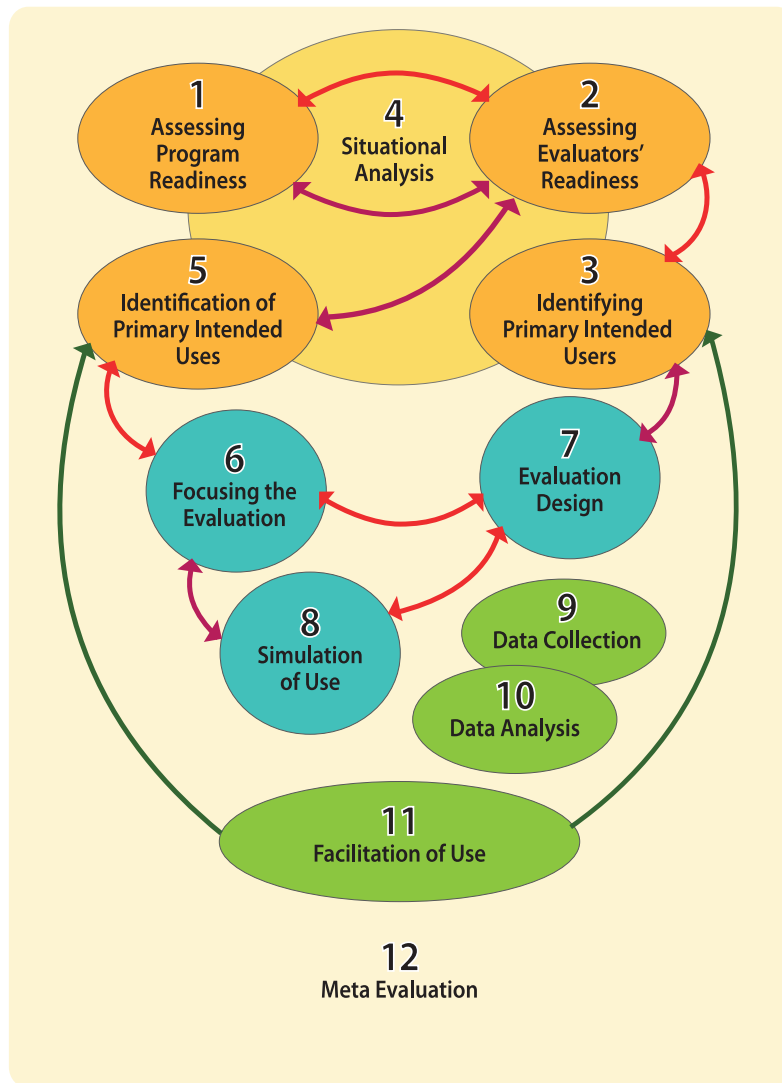 1
Assessing
Program
Readiness
2
Assessing
Evaluators’
Readiness
4
Situational
Analysis
5
Identification of
Primary Intended
Uses
3
Identifying
Primary Intended
Users
6
Focusing the
Evaluation
7
Evaluation
Design
8
Simulation
of Use
9
Data Collection
10
Data Analysis
11
Facilitation of Use
12
Meta Evaluation